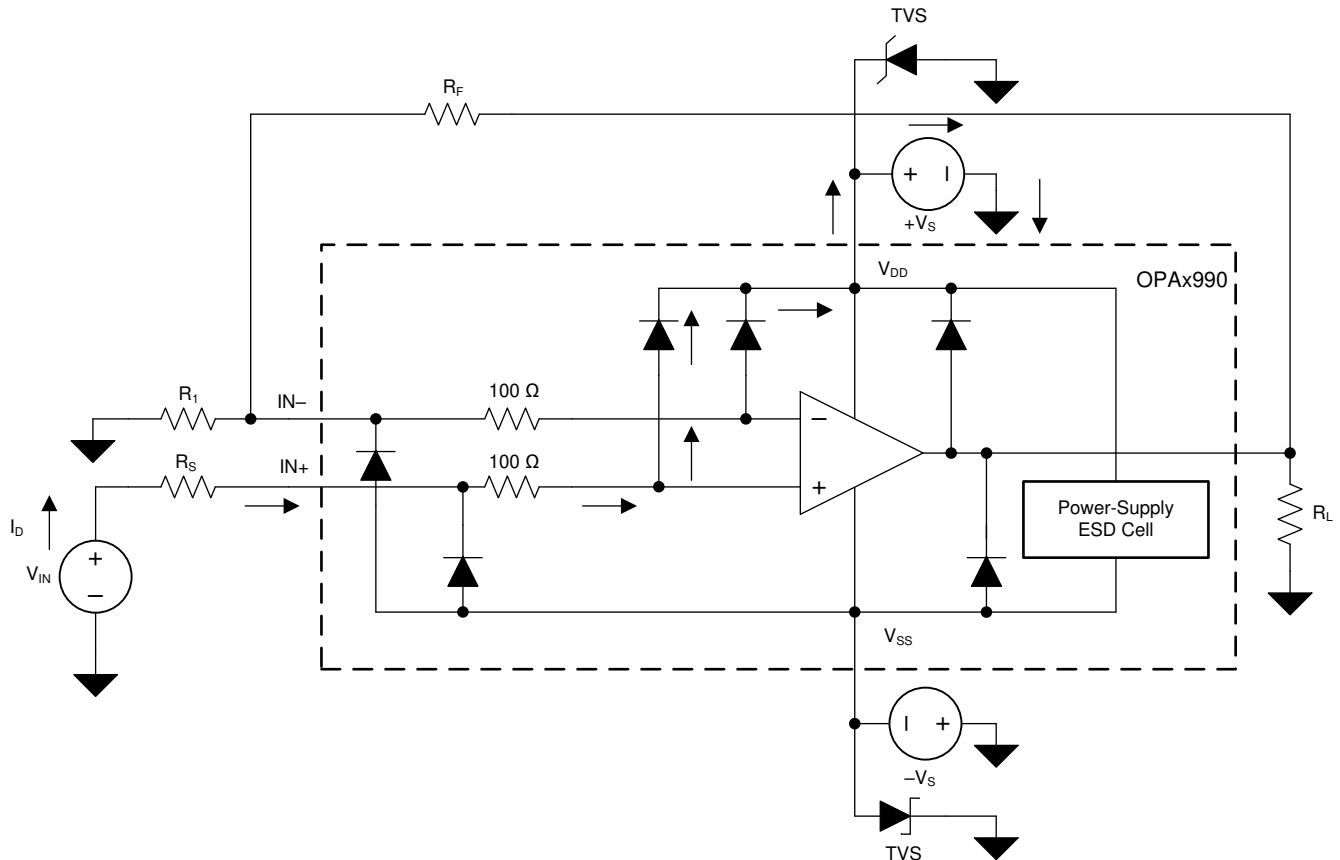 TVS
R_F
+ –
+V_S
V_DD
OPAx990
R_1
IN–
100 Ω
–
R_S
IN+
100 Ω
+
Power-Supply
ESD Cell
R_L
I_D
V_IN
+
–
V_SS
– +
–V_S
TVS